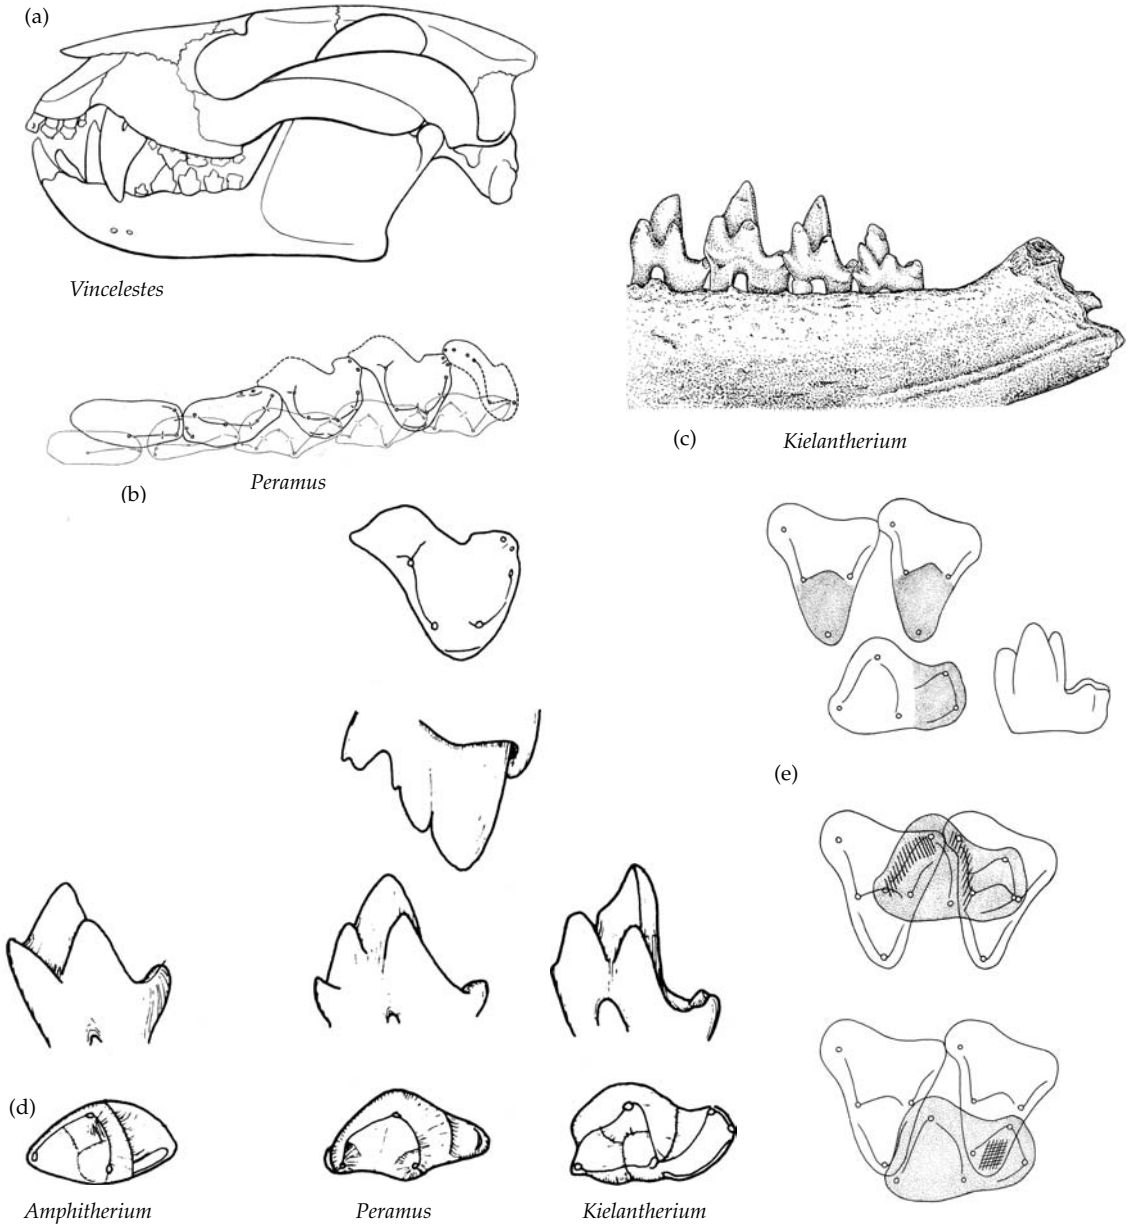 (a)
Vincelestes
(b)
Peramus
(c)
Kielantherium
(e)
(d)
Amphitherium
Peramus
Kielantherium